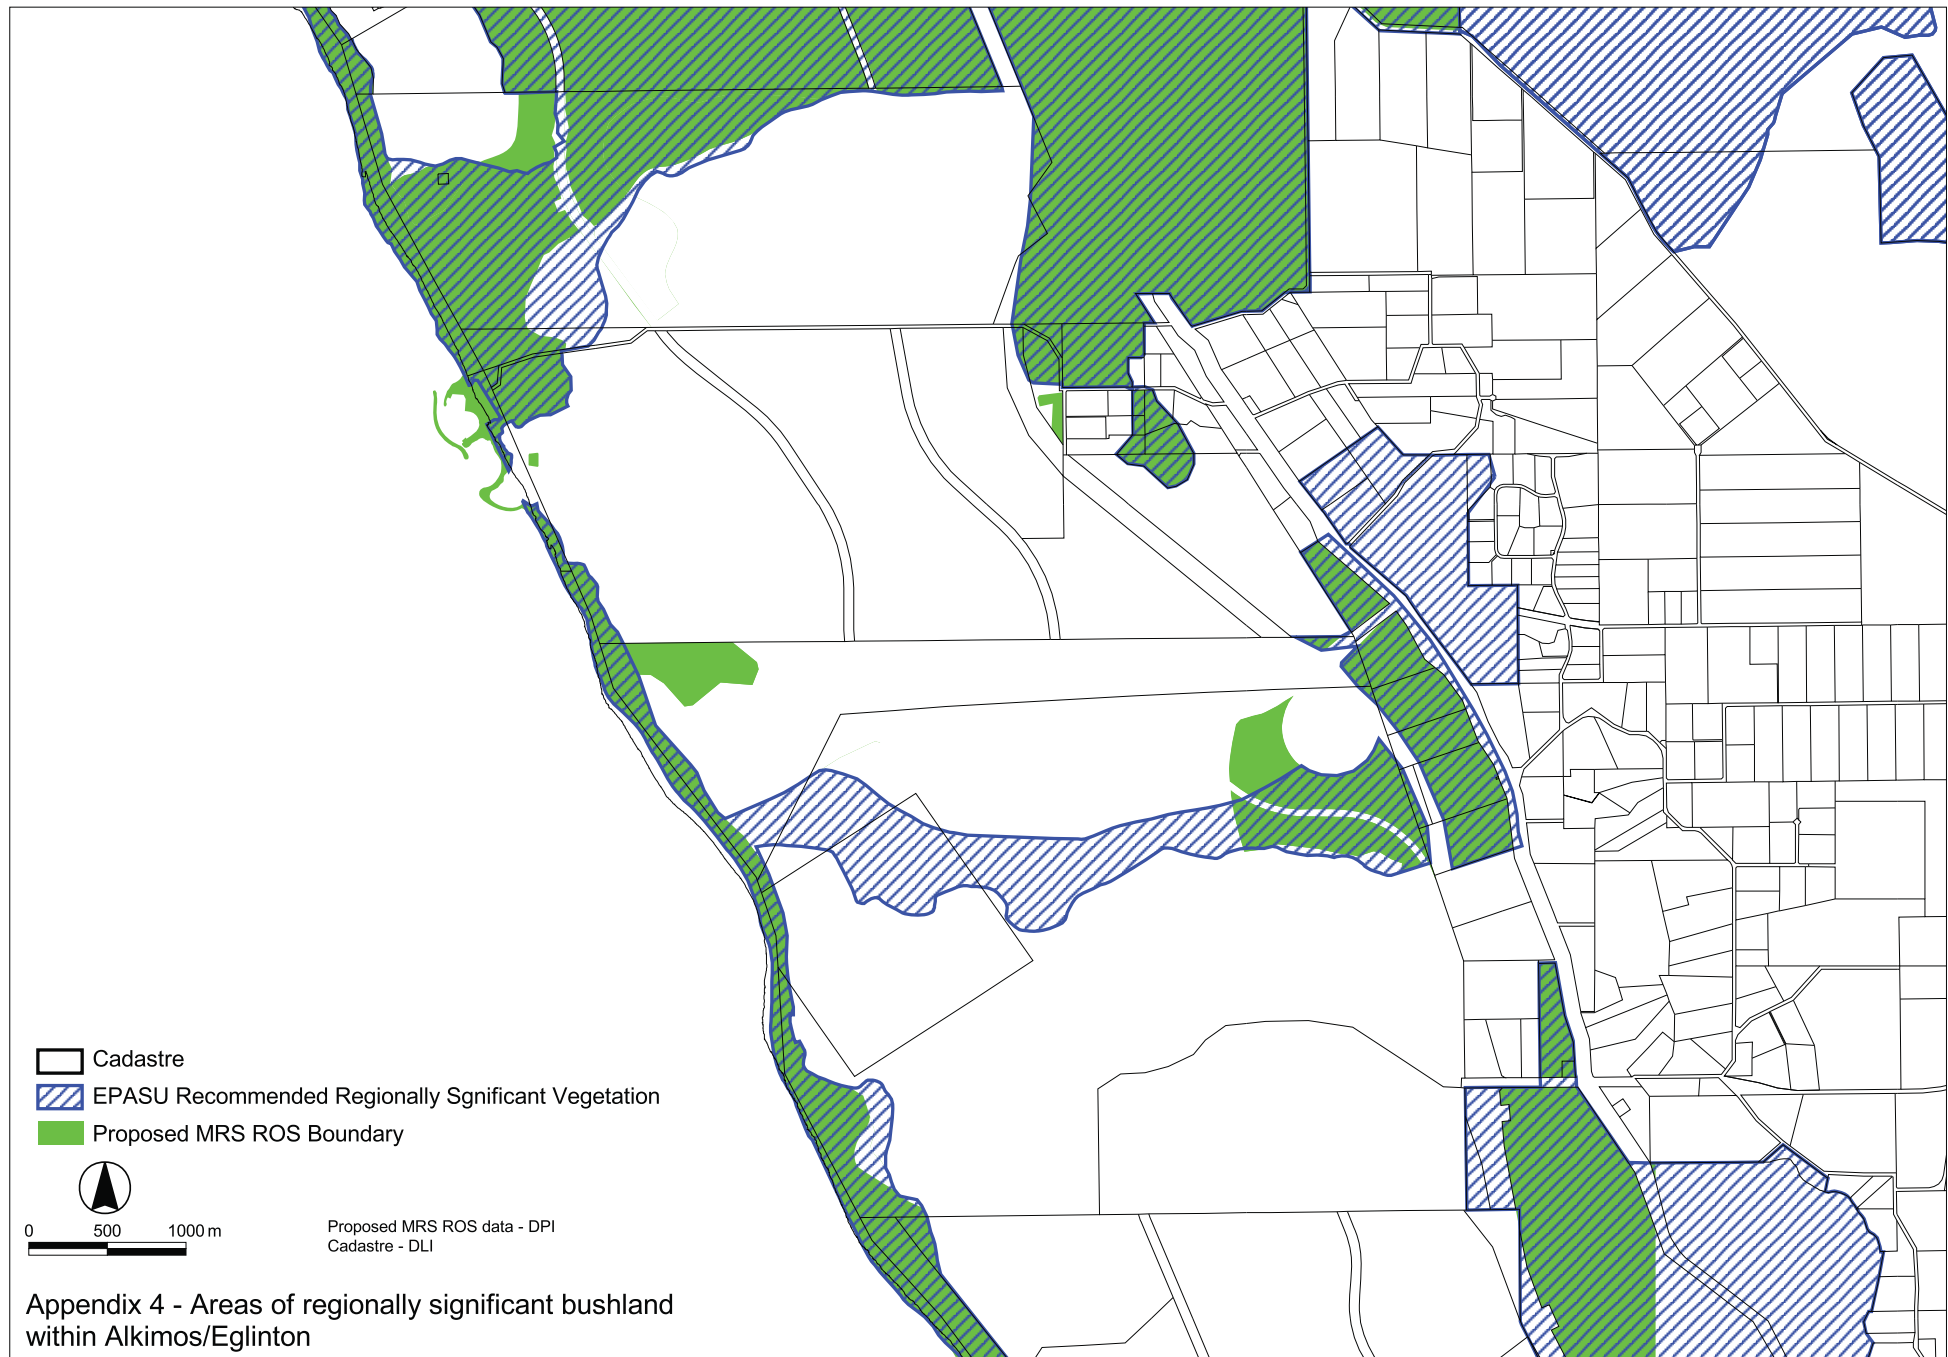 Cadastre
EPASU Recommended Regionally Sgnificant Vegetation
Proposed MRS ROS Boundary
0 500 1000 m
Proposed MRS ROS data - DPI
Cadastre - DLI
Appendix 4 - Areas of regionally significant bushland
within Alkimos/Eglinton